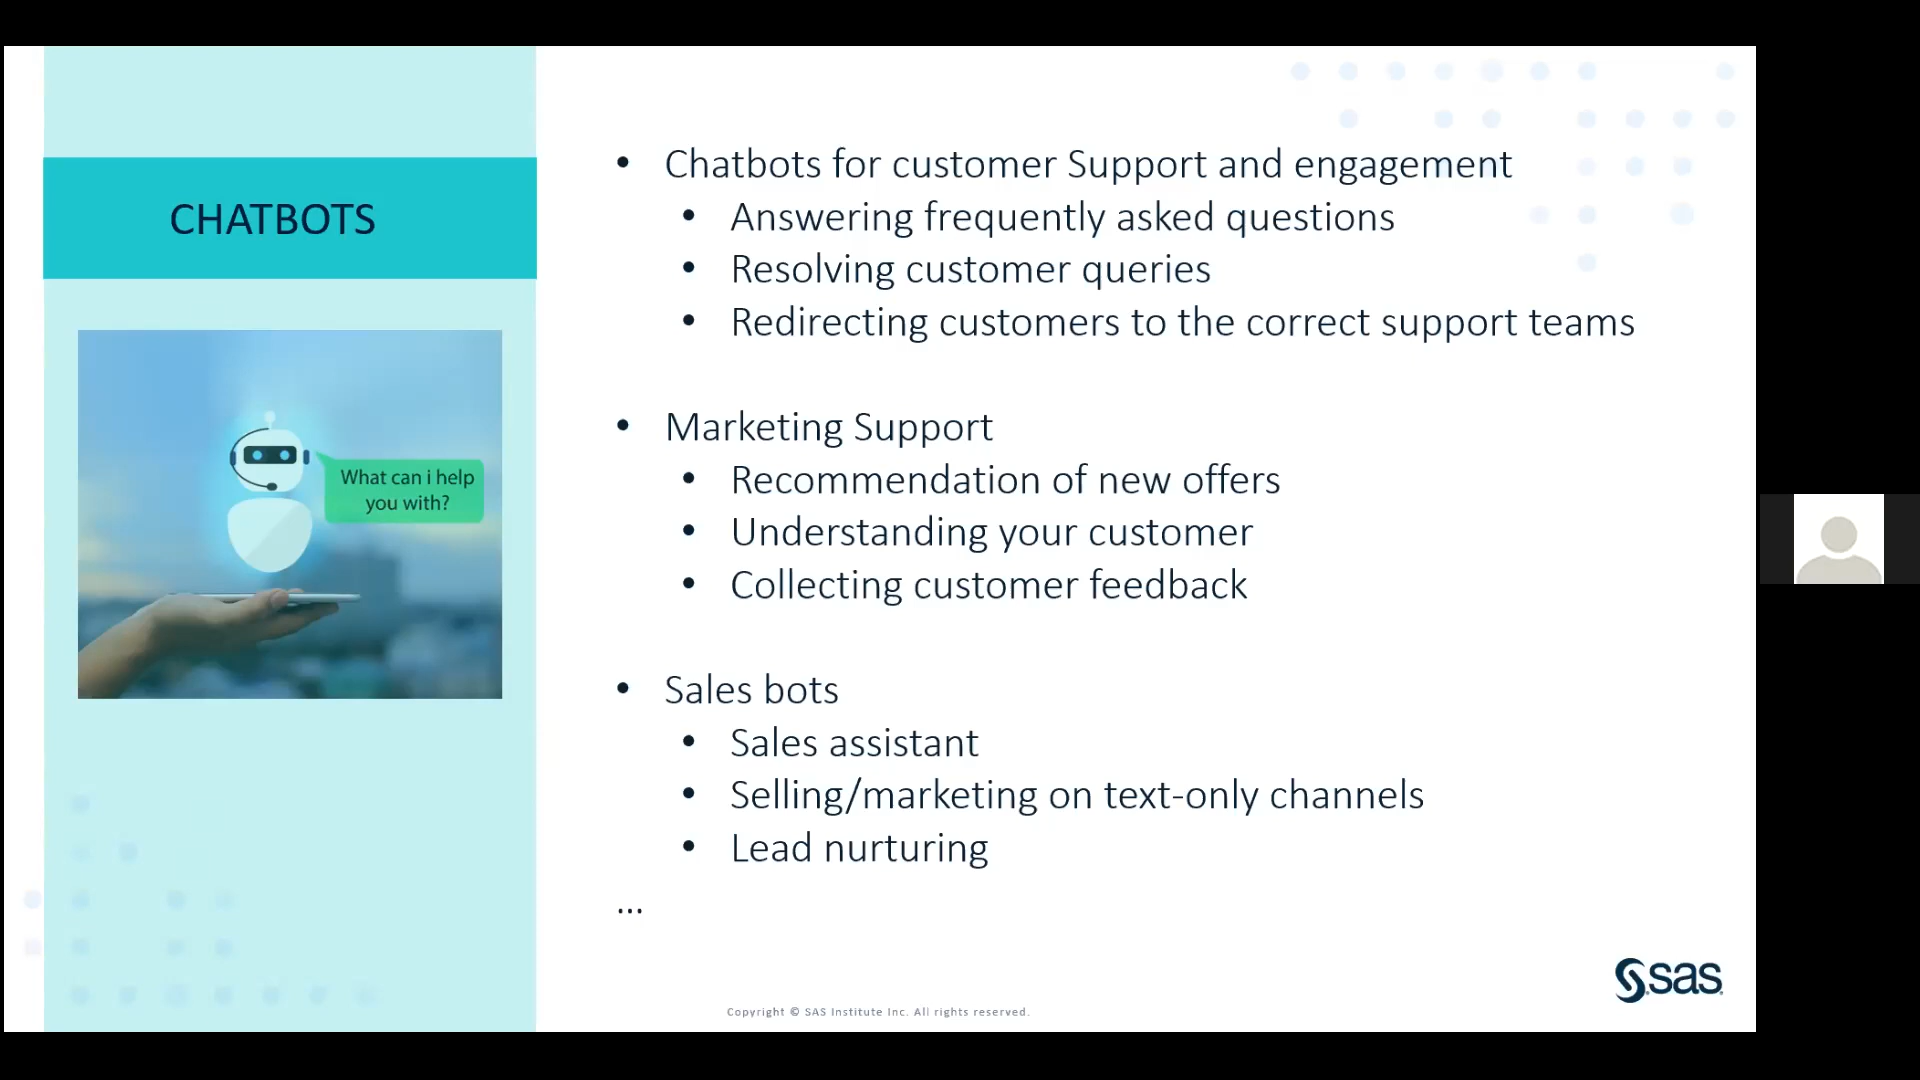 CHATBOTS
What can i help
you with?
• Chatbots for customer Support and engagement
• Answering frequently asked questions
• Resolving customer queries
• Redirecting customers to the correct support teams
• Marketing Support
• Recommendation of new offers
• Understanding your customer
• Collecting customer feedback
• Sales bots
• Sales assistant
• Selling/marketing on text-only channels
• Lead nurturing
...
sas
Copyright © SAS Institute Inc. All rights reserved.